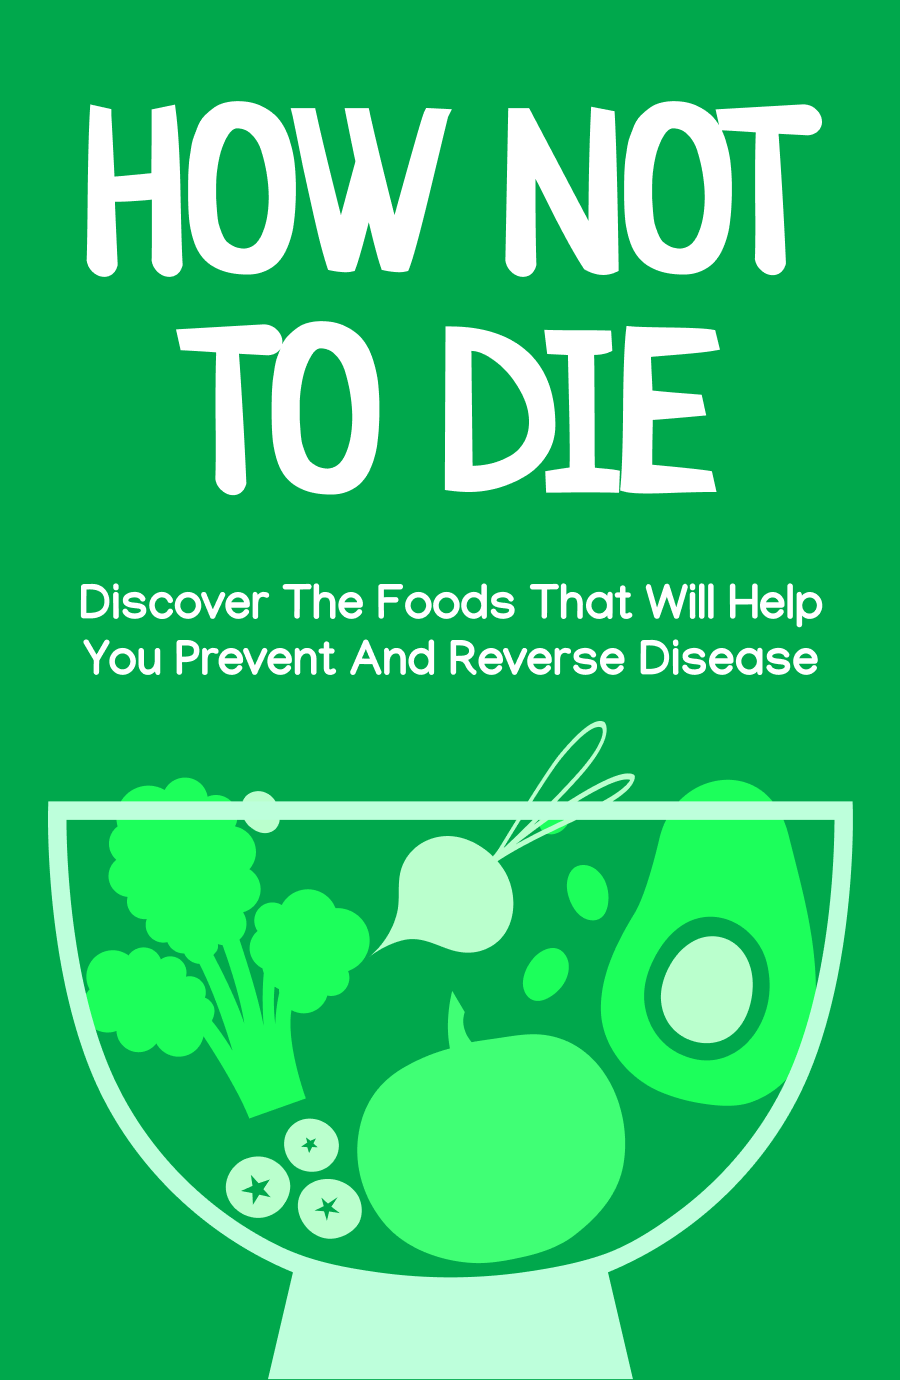 HOW NOT
TO DIE
Discover The Foods That Will Help
You Prevent And Reverse Disease